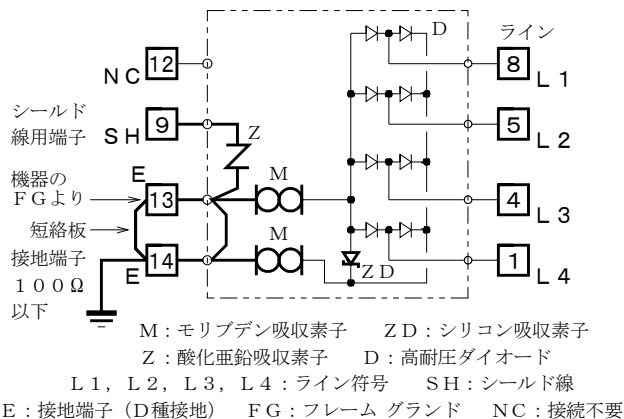 D
ライン
NC 12
8 L1
シールド
線用端子
SH 9
Z
5 L2
機器の
FGより
E
13
M
4 L3
短絡板
M
接地端子
100Ω
以下
E 14
ZD
1 L4
M:モリブデン吸収素子 ZD:シリコン吸収素子
Z:酸化亜鉛吸収素子 D:高耐圧ダイオード
L1,L2,L3,L4:ライン符号 SH:シールド線
E:接地端子(D種接地) FG:フレーム グランド NC:接続不要